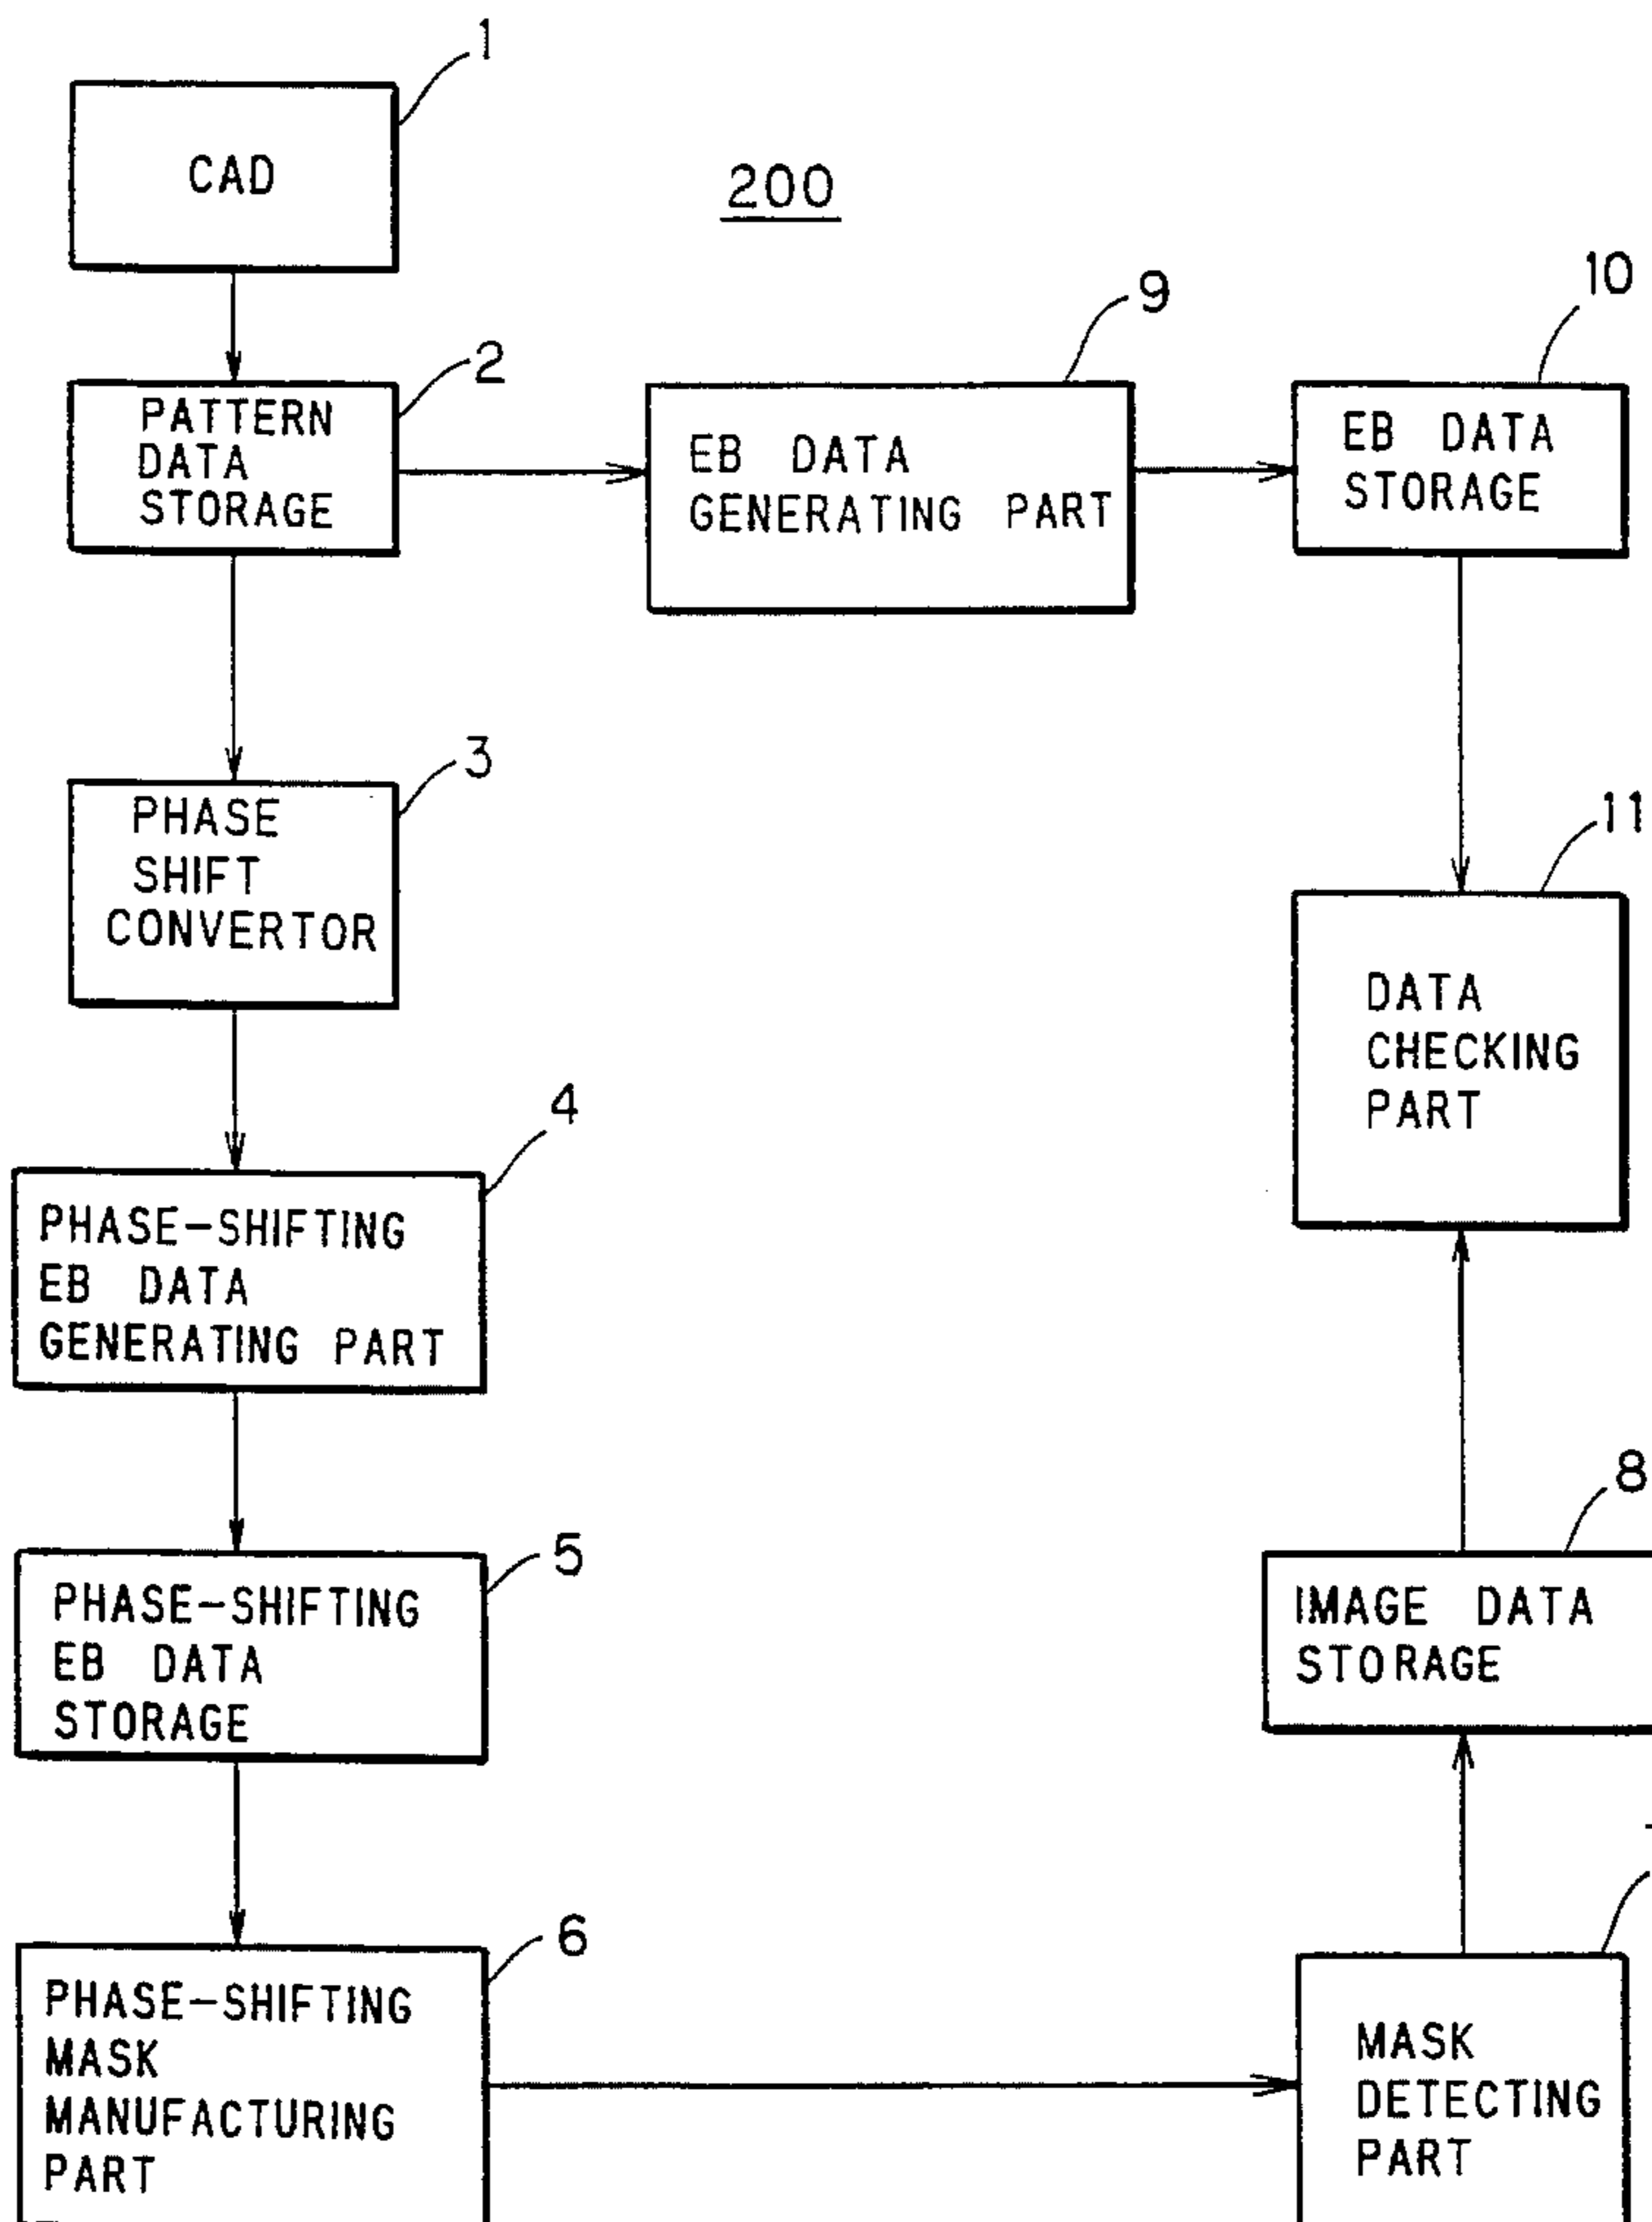 1
CAD
200
2
PATTERN
DATA
STORAGE
9
EB DATA
GENERATING PART
10
EB DATA
STORAGE
3
PHASE
SHIFT
CONVERTOR
11
DATA
CHECKING
PART
4
PHASE-SHIFTING
EB DATA
GENERATING PART
8
IMAGE DATA
STORAGE
5
PHASE-SHIFTING
EB DATA
STORAGE
6
PHASE-SHIFTING
MASK
MANUFACTURING
PART
MASK
DETECTING
PART